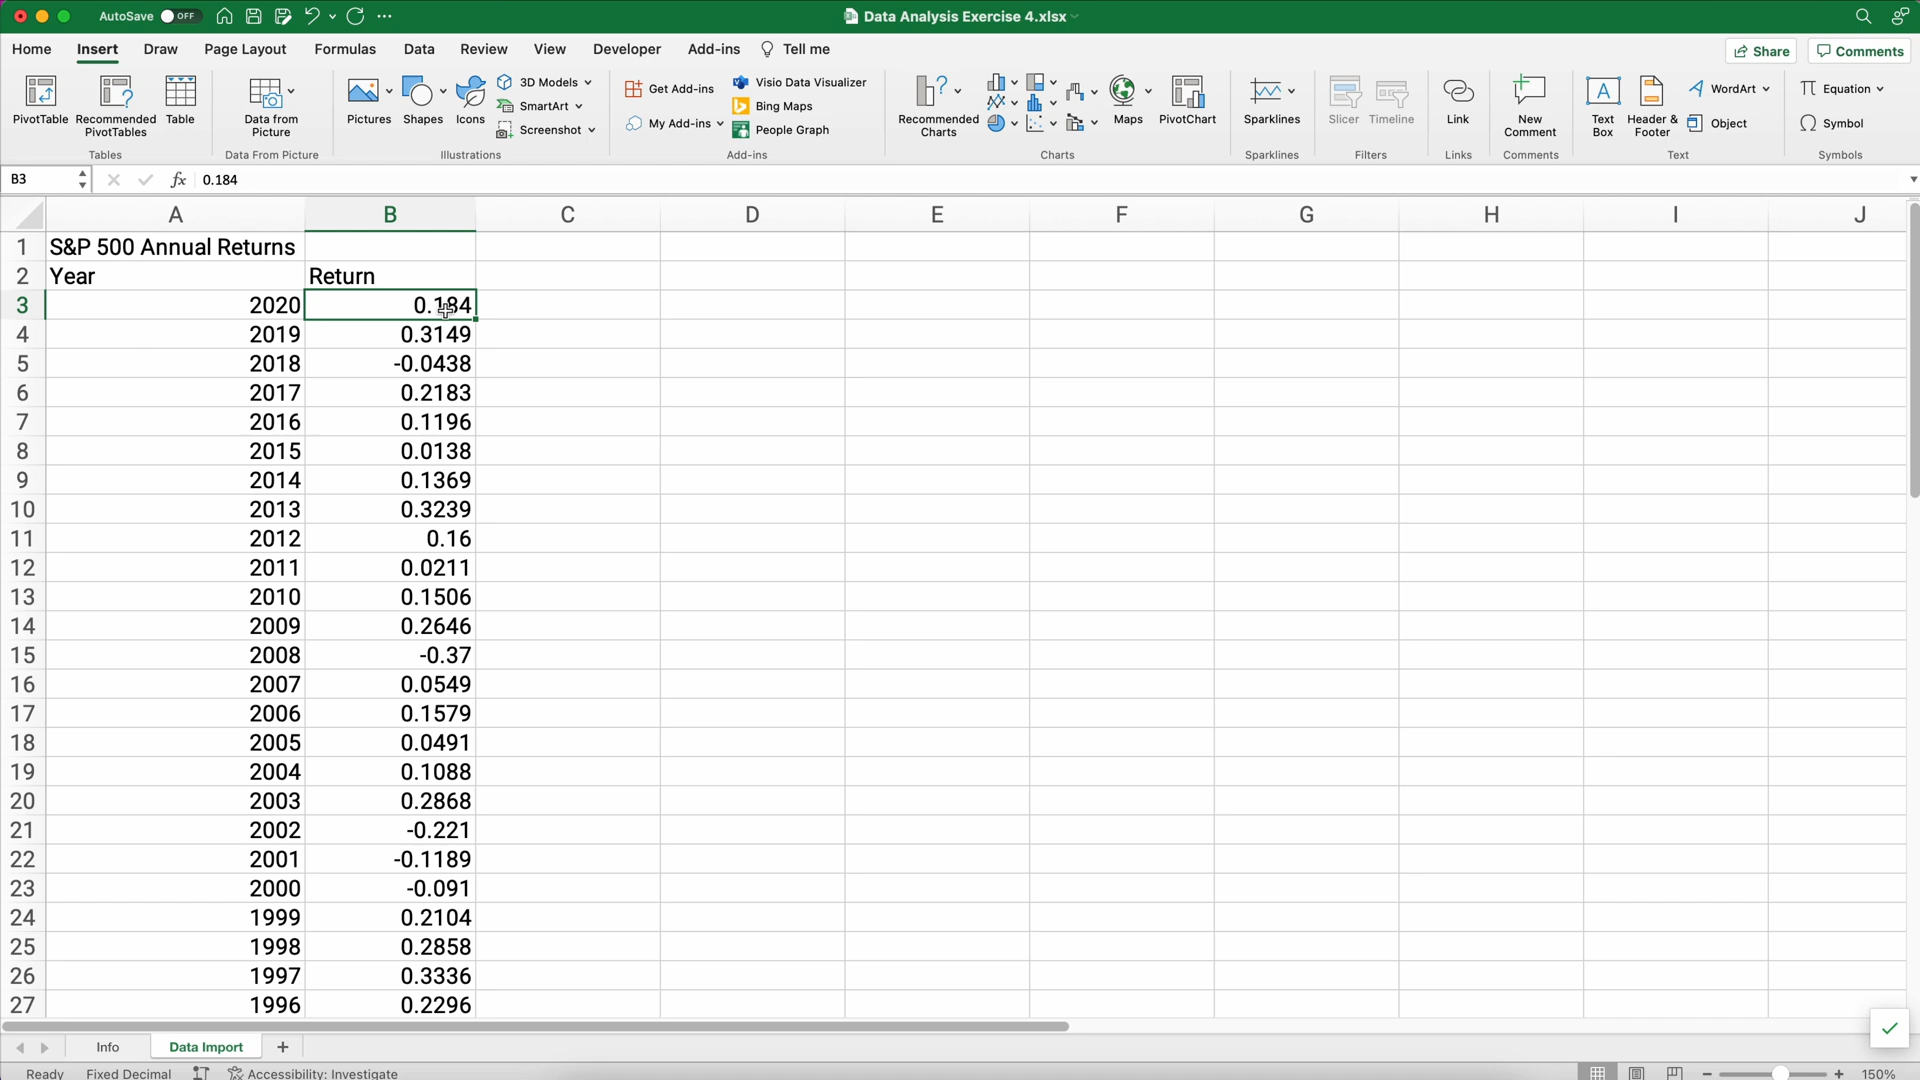 AutoSave OFF Data Analysis Exercise 4.xlsx
Home Insert Draw Page Layout Formulas Data Review View Developer Add-ins Tell me Share Comments
PivotTable Recommended PivotTables Table
Tables
Data from Picture
Data From Picture
Pictures Shapes Icons 3D Models
SmartArt
Screenshot
Illustrations
Get Add-ins Visio Data Visualizer
Bing Maps
My Add-ins People Graph
Add-ins
Recommended Charts Maps PivotChart
Charts
Sparklines
Sparklines
Slicer Timeline
Filters
Link
Links
New Comment
Comments
Text Box Header & Footer WordArt
Object
Text
Equation
Symbol
Symbols
B3 fx 0.184
A B C D E F G H I J
1 S&P 500 Annual Returns
2 Year Return
3 2020 0.184
4 2019 0.3149
5 2018 -0.0438
6 2017 0.2183
7 2016 0.1196
8 2015 0.0138
9 2014 0.1369
10 2013 0.3239
11 2012 0.16
12 2011 0.0211
13 2010 0.1506
14 2009 0.2646
15 2008 -0.37
16 2007 0.0549
17 2006 0.1579
18 2005 0.0491
19 2004 0.1088
20 2003 0.2868
21 2002 -0.221
22 2001 -0.1189
23 2000 -0.091
24 1999 0.2104
25 1998 0.2858
26 1997 0.3336
27 1996 0.2296
Info Data Import +
Ready Fixed Decimal Accessibility: Investigate 150%